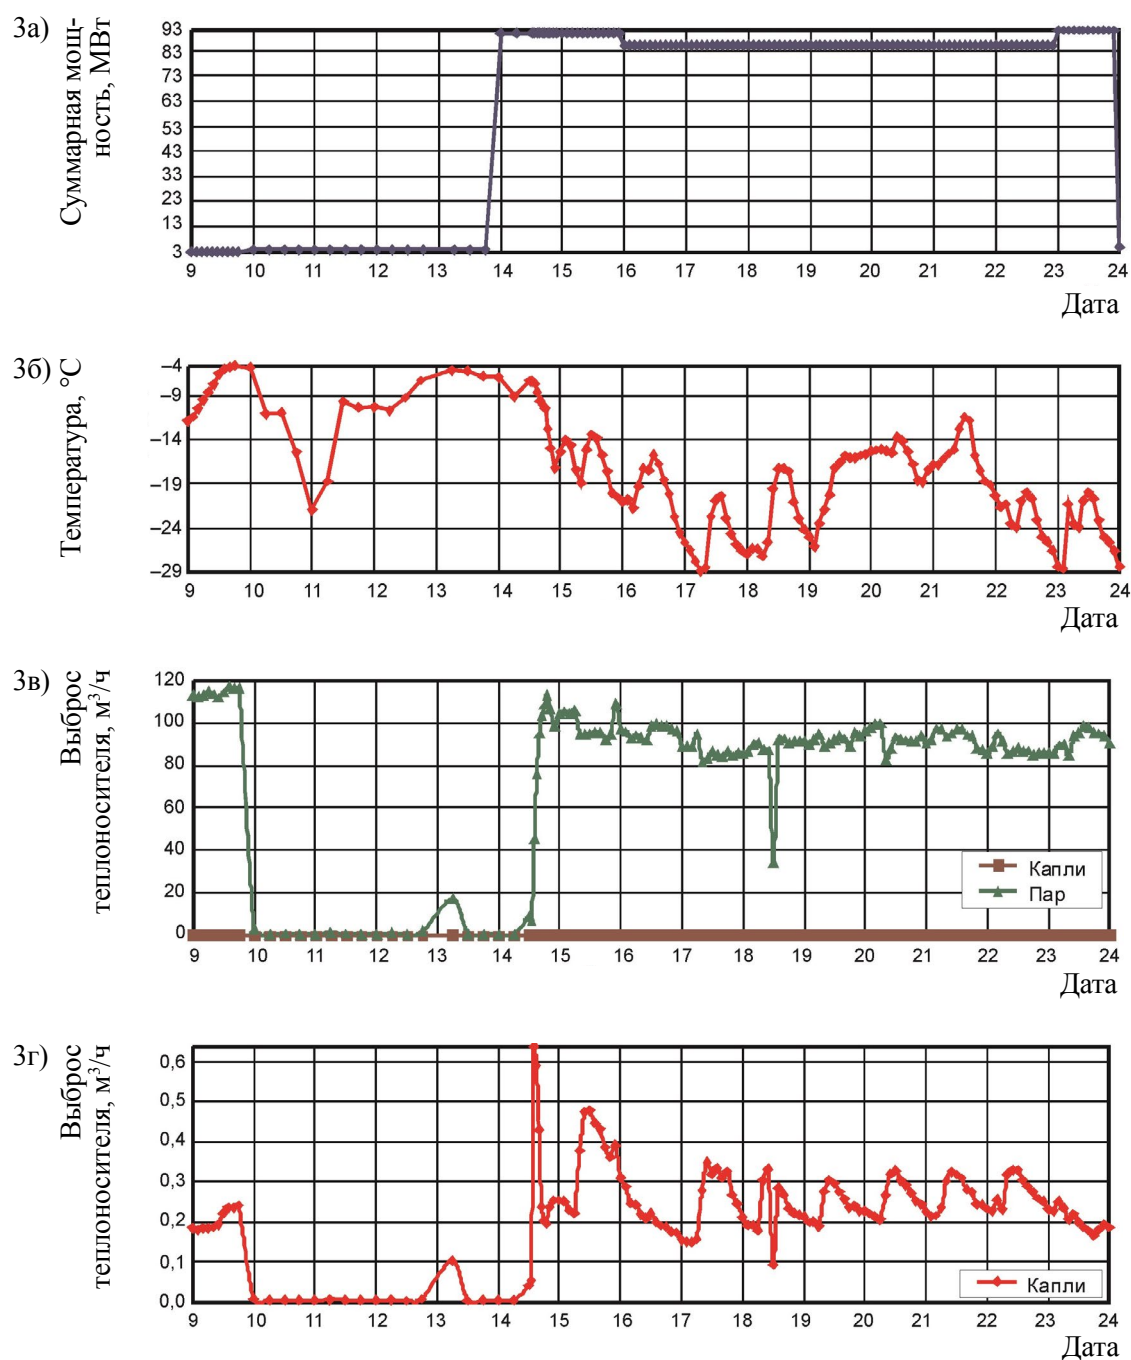 3а)
Суммарная мощ-
ность, МВт
93
83
73
63
53
43
33
23
13
3
9 10 11 12 13 14 15 16 17 18 19 20 21 22 23 24
Дата
3б)
Температура, °С
–4
–9
–14
–19
–24
–29
9 10 11 12 13 14 15 16 17 18 19 20 21 22 23 24
Дата
3в)
Выброс
теплоносителя, м³/ч
120
100
80
60
40
20
0
Капли
Пар
9 10 11 12 13 14 15 16 17 18 19 20 21 22 23 24
Дата
3г)
Выброс
теплоносителя, м³/ч
0,6
0,5
0,4
0,3
0,2
0,1
0,0
Капли
9 10 11 12 13 14 15 16 17 18 19 20 21 22 23 24
Дата